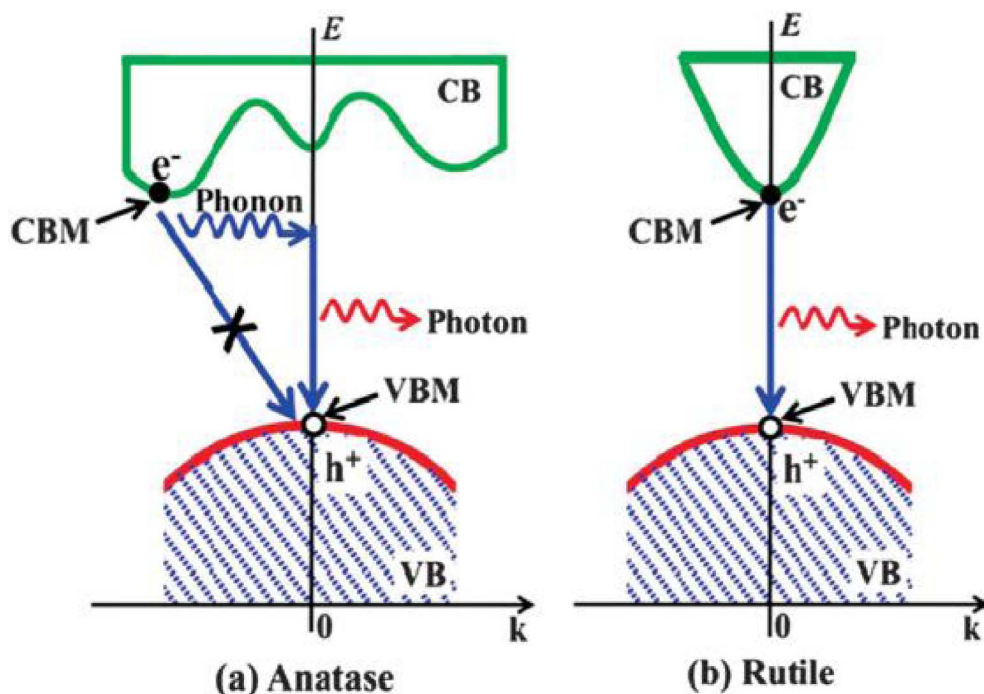 E
CB
e-
Phonon
CBM
Photon
VBM
h+
VB
0
k
(a) Anatase
E
CB
e-
CBM
Photon
VBM
h+
VB
0
k
(b) Rutile